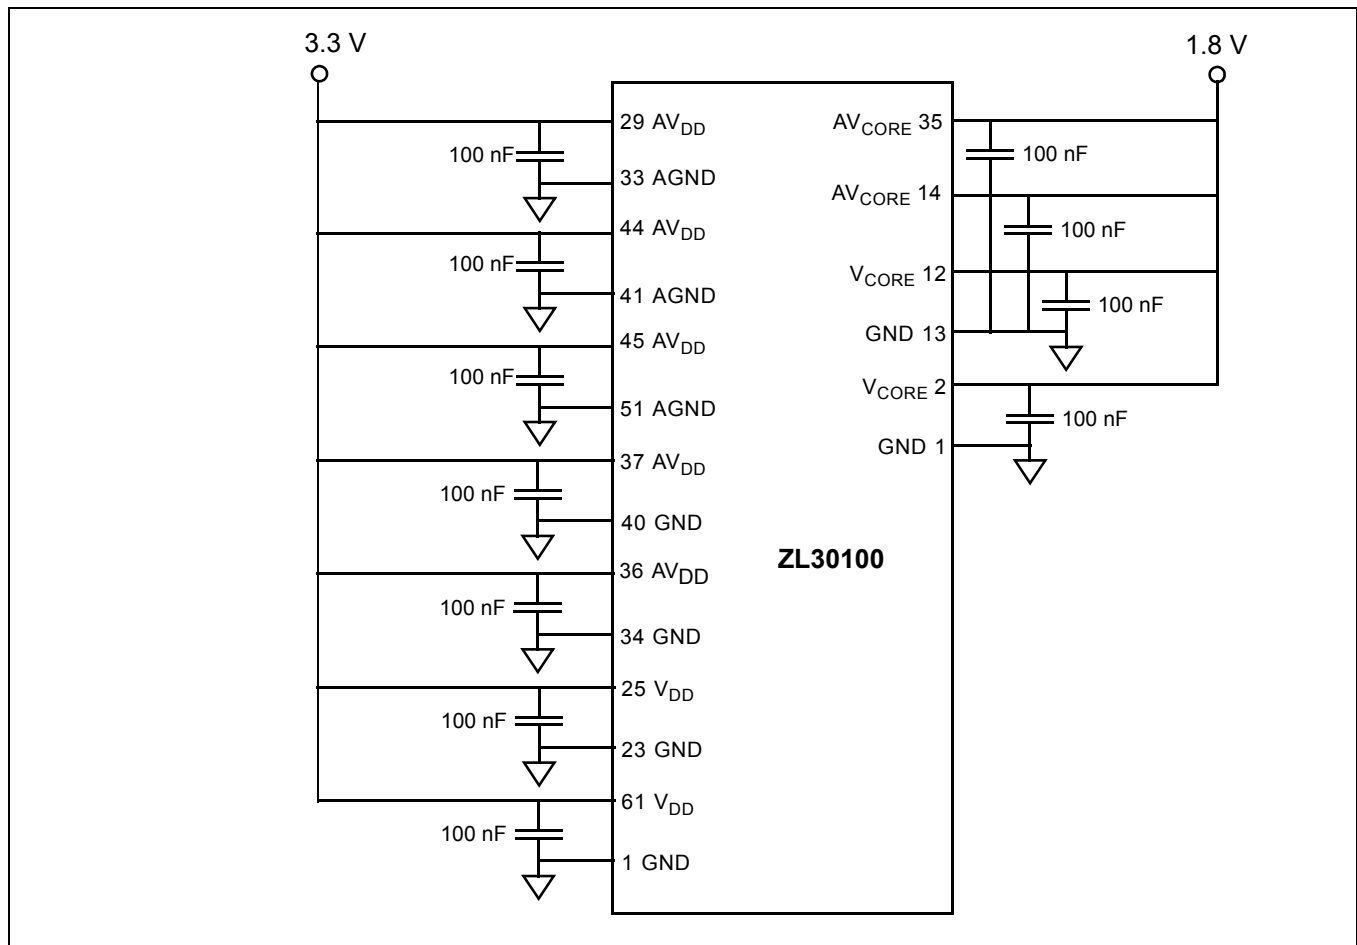 3.3 V
1.8 V
29 AVDD
100 nF
33 AGND
44 AVDD
100 nF
41 AGND
45 AVDD
100 nF
51 AGND
37 AVDD
100 nF
40 GND
36 AVDD
100 nF
34 GND
25 VDD
100 nF
23 GND
61 VDD
100 nF
1 GND
AVCORE 35
100 nF
AVCORE 14
100 nF
VCORE 12
100 nF
GND 13
VCORE 2
100 nF
GND 1
ZL30100